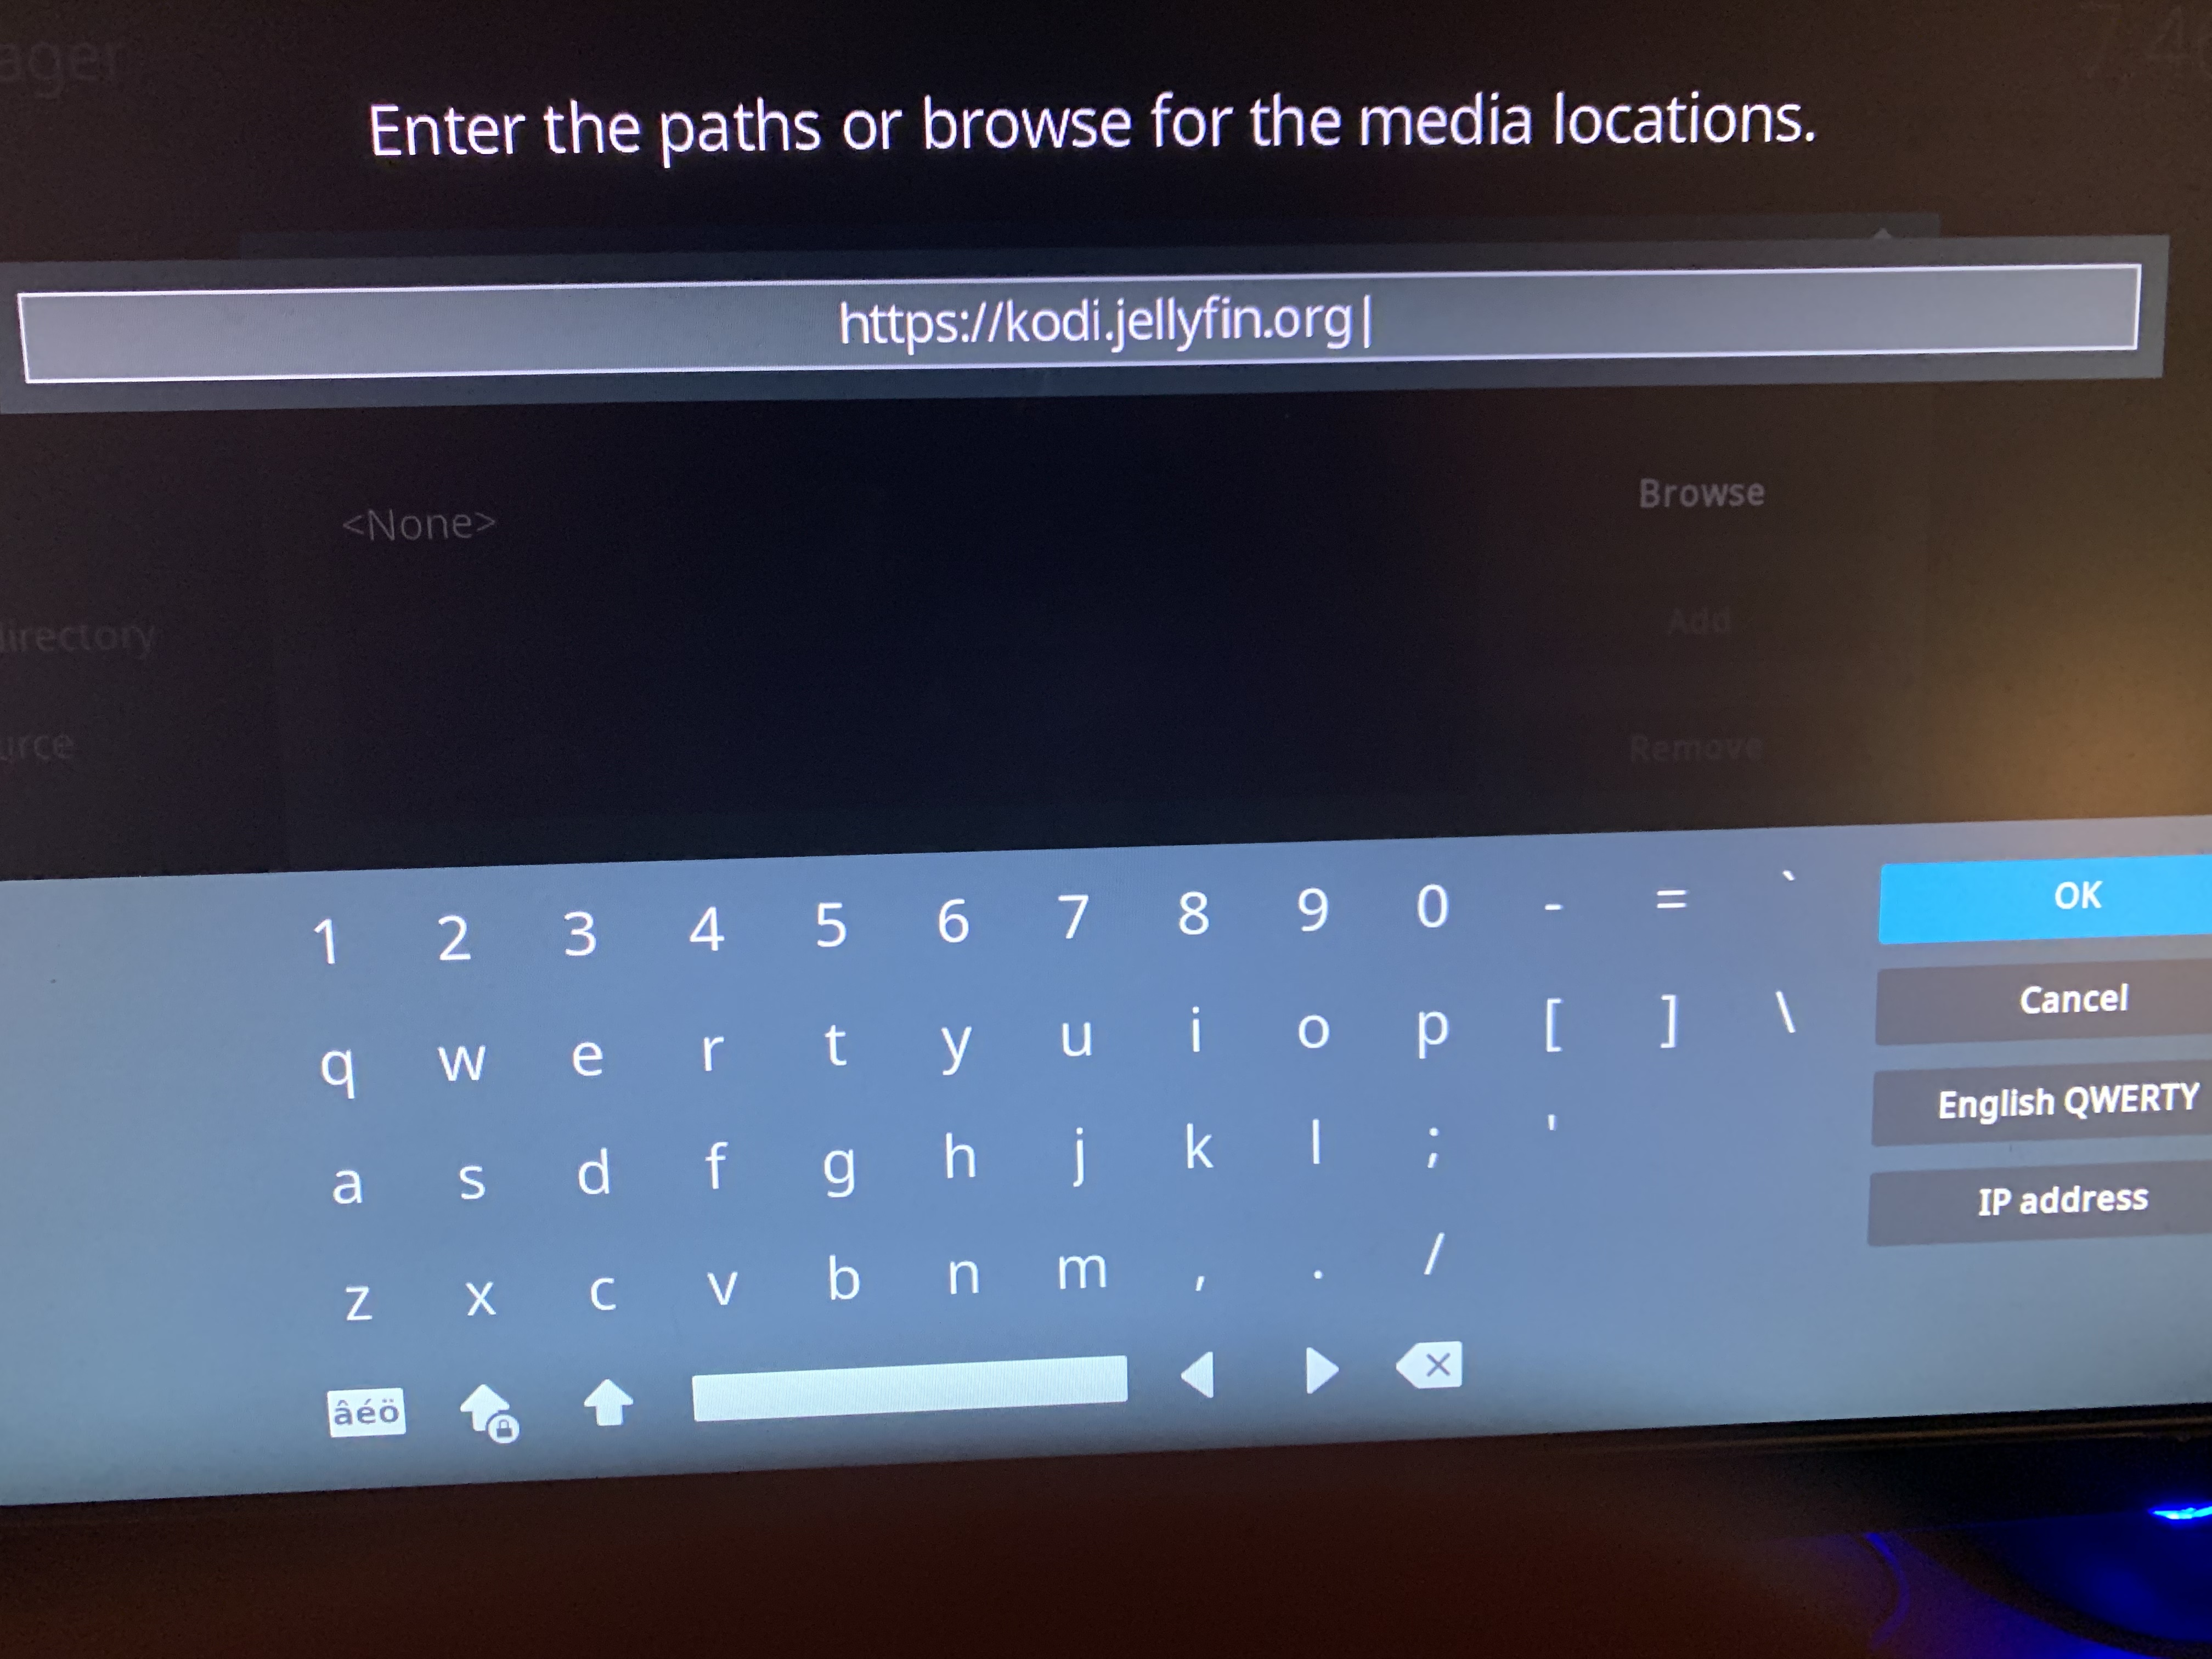 ager
Enter the paths or browse for the media locations.
https://kodi.jellyfin.org
Browse
<None>
Add
directory
urce
Remove
1 2 3 4 5 6 7 8 9 0 - = `
OK
q w e r t y u i o p [ ] \
Cancel
a s d f g h j k l ; '
English QWERTY
z x c v b n m , . /
IP address
âéö